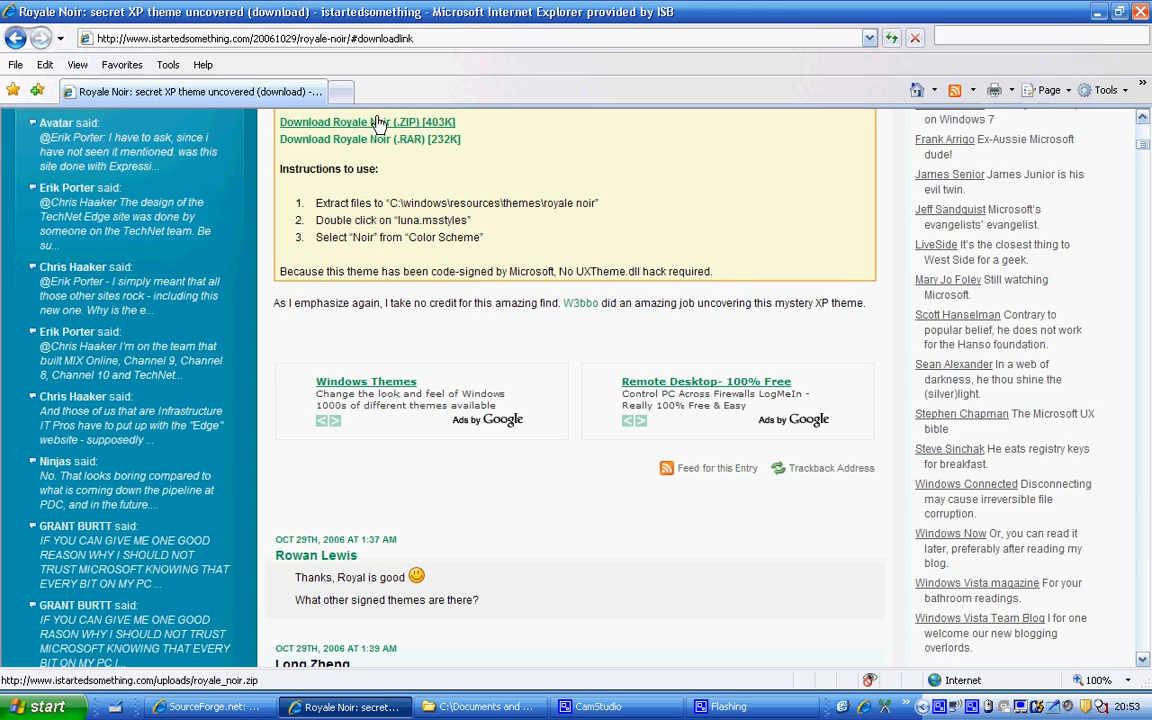 Royale Noir: secret XP theme uncovered (download) - istartedsomething - Microsoft Internet Explorer provided by ISB
http://www.istartedsomething.com/20061029/royale-noir/#downloadlink
File Edit View Favorites Tools Help
Royale Noir: secret XP theme uncovered (download) -...
Page Tools
Avatar said:
@Erik Porter: I have to ask, since i
have not seen it mentioned. was this
site done with Expressi...
Erik Porter said:
@Chris Haaker The design of the
TechNet Edge site was done by
someone on the TechNet team. Be
su...
Chris Haaker said:
@Erik Porter - I simply meant that all
those other sites rock - including this
new one. Why is the e...
Erik Porter said:
@Chris Haaker I'm on the team that
built MIX Online, Channel 9, Channel
8, Channel 10 and TechNet...
Chris Haaker said:
And those of us that are Infrastructure
IT Pros have to put up with the "Edge"
website - supposedly ...
Ninjas said:
No. That looks boring compared to
what is coming down the pipeline at
PDC, and in the future....
GRANT BURTT said:
IF YOU CAN GIVE ME ONE GOOD
REASON WHY I SHOULD NOT
TRUST MICROSOFT KNOWING THAT
EVERY BIT ON MY PC ...
GRANT BURTT said:
IF YOU CAN GIVE ME ONE GOOD
RASON WHY I SHOULD NOT TRUST
MICROSOFT KNOWING THAT EVERY
BIT ON MY PC I...
Download Royale Noir (.ZIP) [403K]
Download Royale Noir (.RAR) [232K]
Instructions to use:
1. Extract files to “C:\windows\resources\themes\royale noir”
2. Double click on “luna.msstyles”
3. Select “Noir” from “Color Scheme”
Because this theme has been code-signed by Microsoft, No UXTheme.dll hack required.
As I emphasize again, I take no credit for this amazing find. W3bbo did an amazing job uncovering this mystery XP theme.
Windows Themes
Change the look and feel of Windows
1000s of different themes available
Ads by Google
Remote Desktop- 100% Free
Control PC Across Firewalls LogMeIn -
Really 100% Free & Easy
Ads by Google
Feed for this Entry Trackback Address
OCT 29TH, 2006 AT 1:37 AM
Rowan Lewis
Thanks, Royal is good
What other signed themes are there?
OCT 29TH, 2006 AT 1:39 AM
Long Zheng
on Windows 7
Frank Arrigo Ex-Aussie Microsoft
dude!
James Senior James Junior is his
evil twin.
Jeff Sandquist Microsoft's
evangelists' evangelist.
LiveSide It's the closest thing to
West Side for a geek.
Mary Jo Foley Still watching
Microsoft.
Scott Hanselman Contrary to
popular belief, he does not work
for the Hanso foundation.
Sean Alexander In a web of
darkness, he thou shine the
(silver)light.
Stephen Chapman The Microsoft UX
bible
Steve Sinchak He eats registry keys
for breakfast.
Windows Connected Disconnecting
may cause irreversible file
corruption.
Windows Now Or, you can read it
later, preferably after reading my
blog.
Windows Vista magazine For your
bathroom readings.
Windows Vista Team Blog I for one
welcome our new blogging
overlords.
http://www.istartedsomething.com/uploads/royale_noir.zip
Internet 100%
start SourceForge.net: ... Royale Noir: secret... C:\Documents and ... CamStudio Flashing 20:53